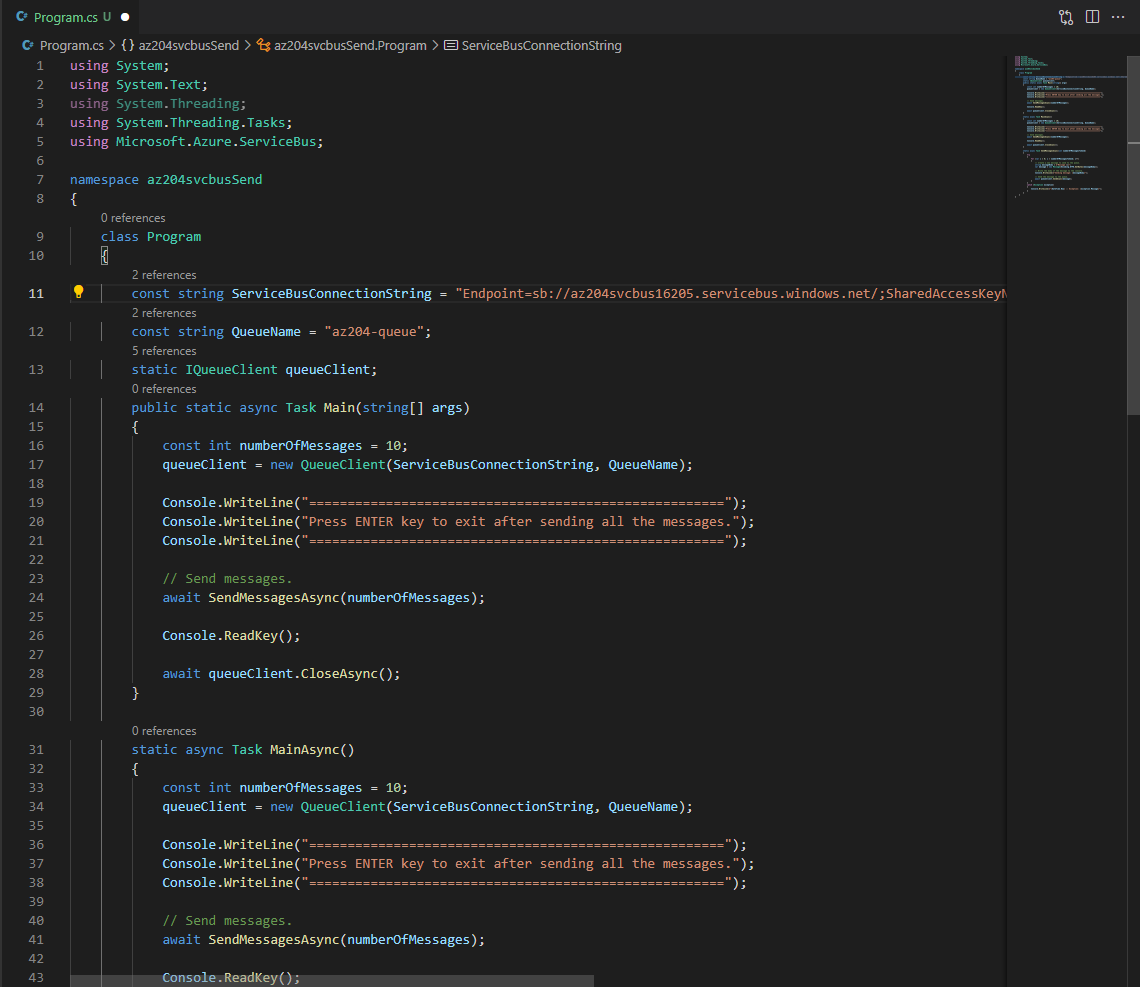 Program.cs U
Program.cs > {} az204svcbusSend > az204svcbusSend.Program > ServiceBusConnectionString
1 using System;
2 using System.Text;
3 using System.Threading;
4 using System.Threading.Tasks;
5 using Microsoft.Azure.ServiceBus;
6
7 namespace az204svcbusSend
8 {
0 references
9 class Program
10 {
2 references
11 const string ServiceBusConnectionString = "Endpoint=sb://az204svcbus16205.servicebus.windows.net/;SharedAccessKeyN
2 references
12 const string QueueName = "az204-queue";
5 references
13 static IQueueClient queueClient;
0 references
14 public static async Task Main(string[] args)
15 {
16 const int numberOfMessages = 10;
17 queueClient = new QueueClient(ServiceBusConnectionString, QueueName);
18
19 Console.WriteLine("======================================================");
20 Console.WriteLine("Press ENTER key to exit after sending all the messages.");
21 Console.WriteLine("======================================================");
22
23 // Send messages.
24 await SendMessagesAsync(numberOfMessages);
25
26 Console.ReadKey();
27
28 await queueClient.CloseAsync();
29 }
30
0 references
31 static async Task MainAsync()
32 {
33 const int numberOfMessages = 10;
34 queueClient = new QueueClient(ServiceBusConnectionString, QueueName);
35
36 Console.WriteLine("======================================================");
37 Console.WriteLine("Press ENTER key to exit after sending all the messages.");
38 Console.WriteLine("======================================================");
39
40 // Send messages.
41 await SendMessagesAsync(numberOfMessages);
42
43 Console.ReadKey();